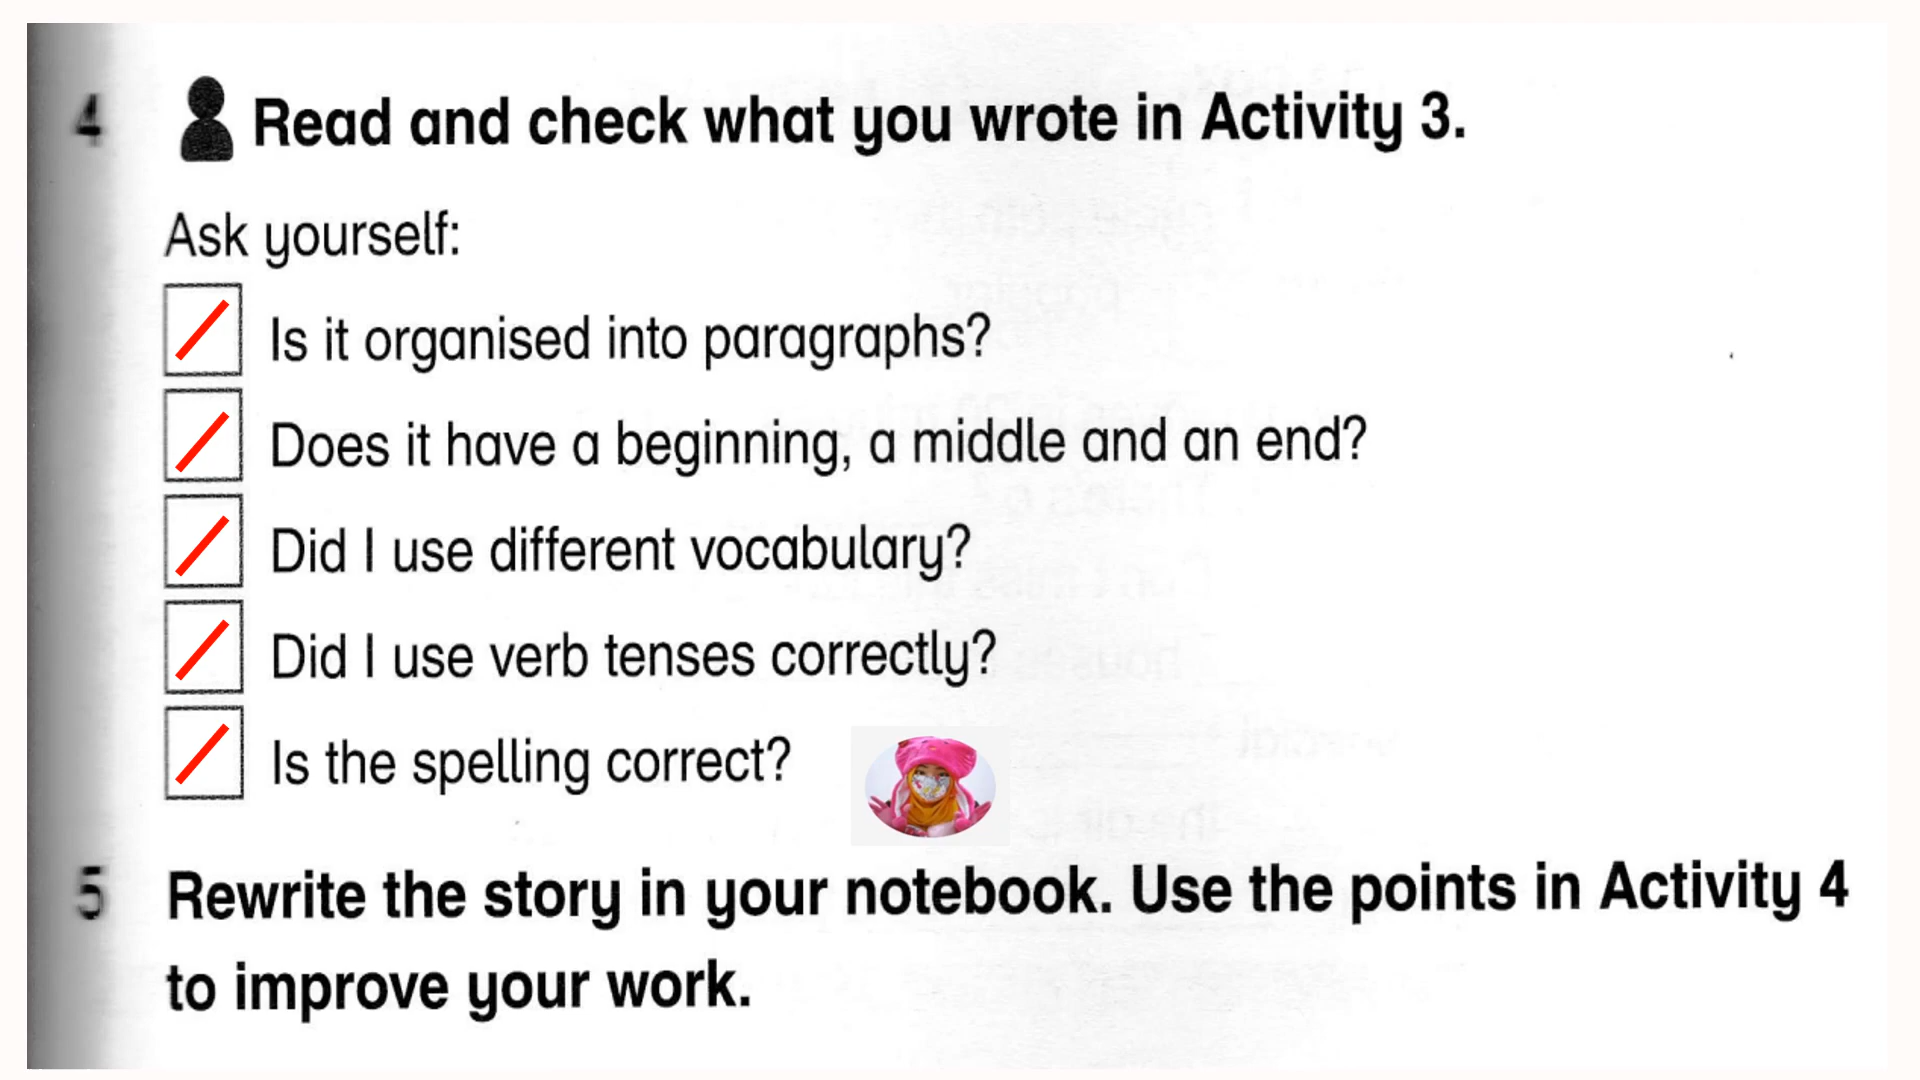 4 Read and check what you wrote in Activity 3.
Ask yourself:
Is it organised into paragraphs?
Does it have a beginning, a middle and an end?
Did I use different vocabulary?
Did I use verb tenses correctly?
Is the spelling correct?
5 Rewrite the story in your notebook. Use the points in Activity 4
to improve your work.